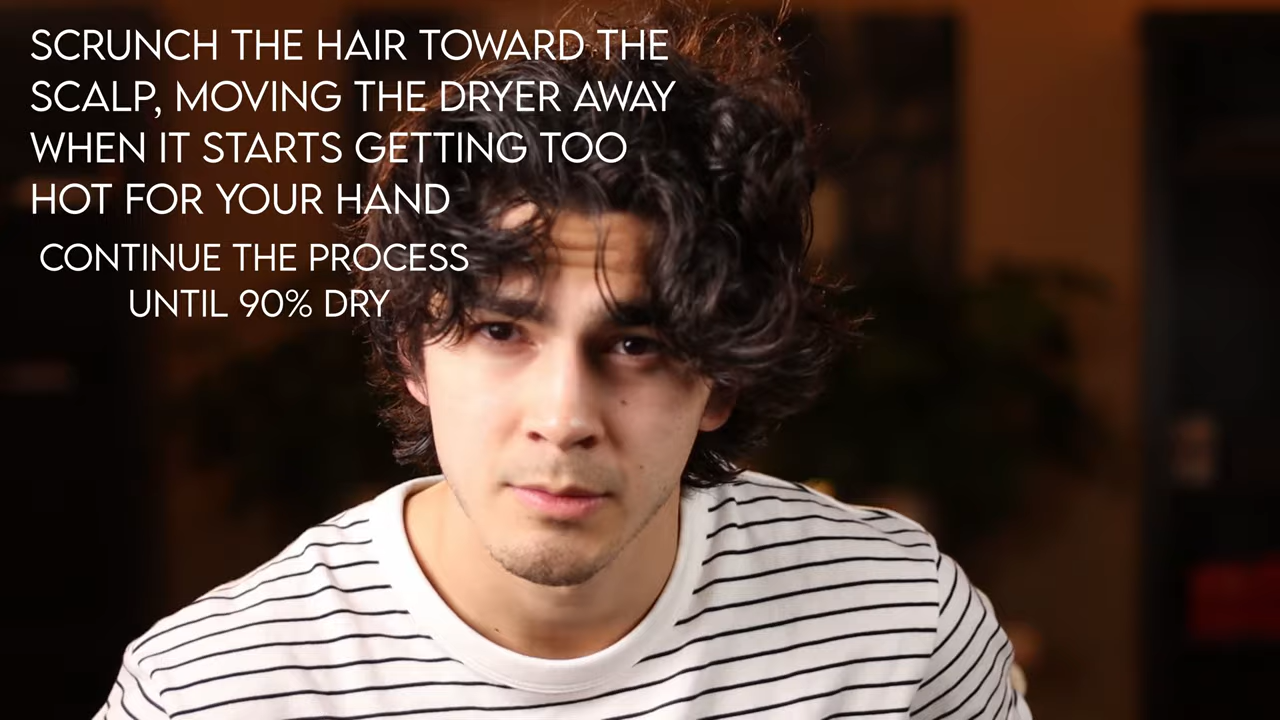 SCRUNCH THE HAIR TOWARD THE
SCALP, MOVING THE DRYER AWAY
WHEN IT STARTS GETTING TOO
HOT FOR YOUR HAND
CONTINUE THE PROCESS
UNTIL 90% DRY